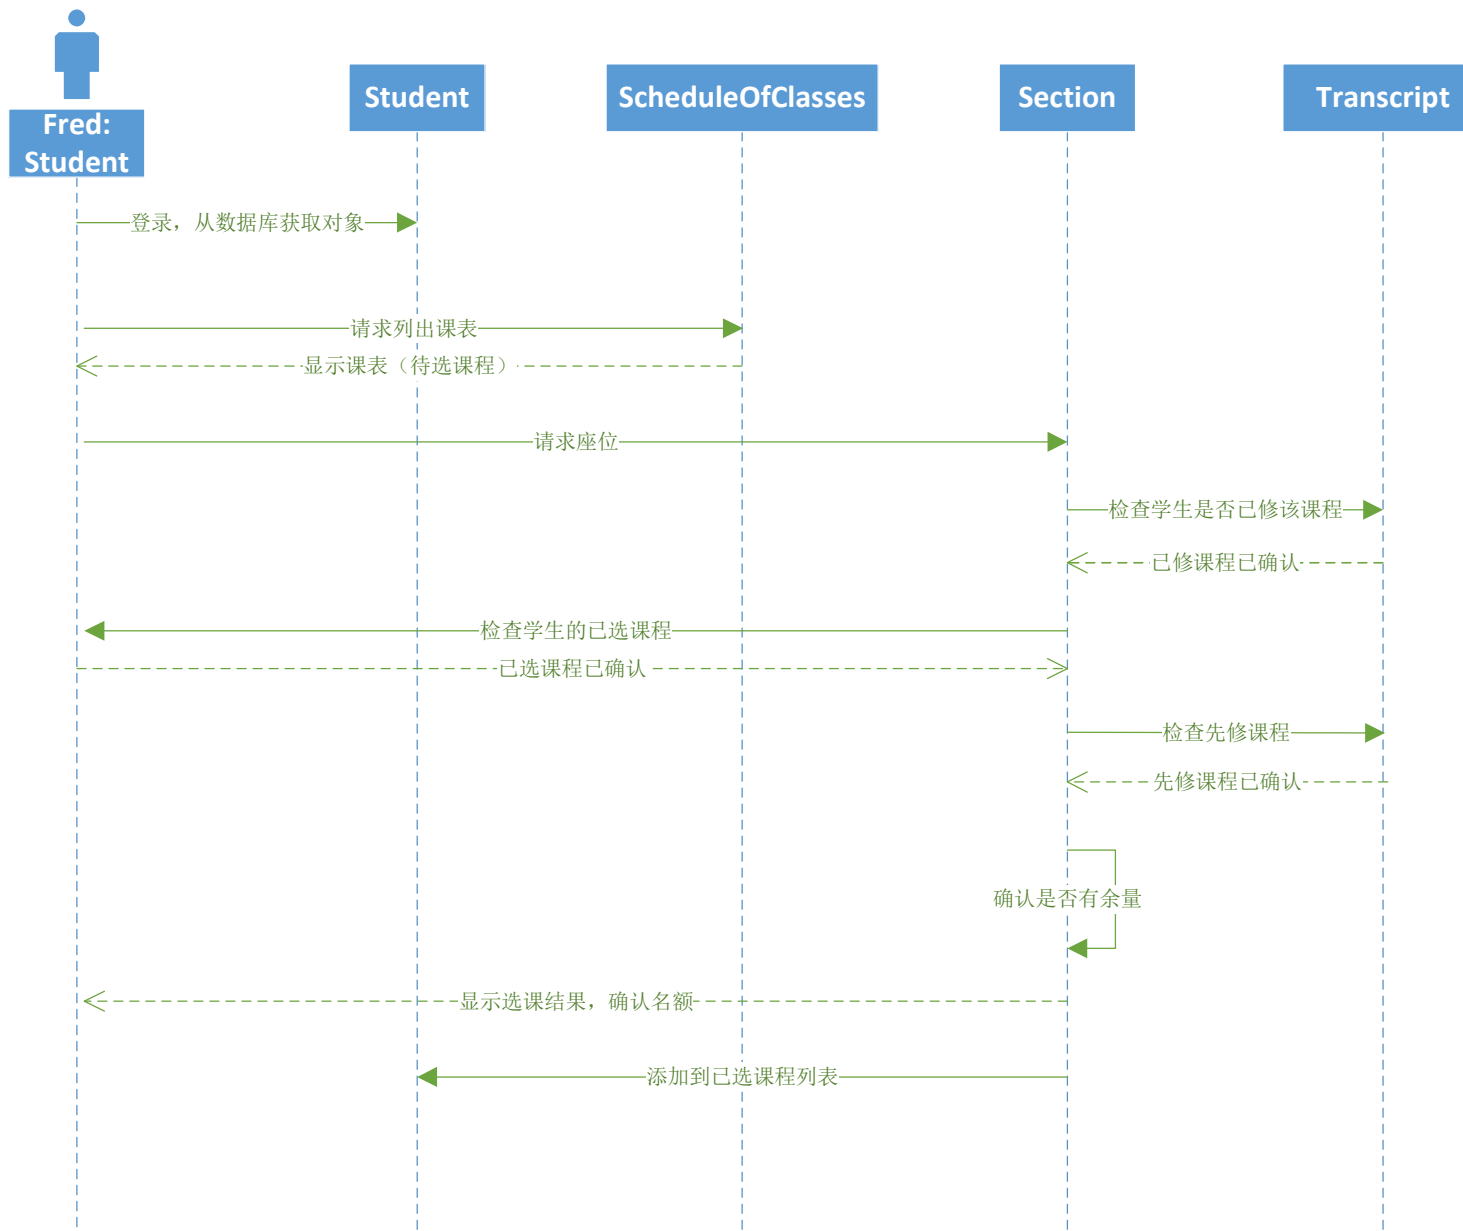 Fred:
Student
Student
ScheduleOfClasses
Section
Transcript
登录，从数据库获取对象
请求列出课表
显示课表（待选课程）
请求座位
检查学生是否已修该课程
已修课程已确认
检查学生的已选课程
已选课程已确认
检查先修课程
先修课程已确认
确认是否有余量
显示选课结果，确认名额
添加到已选课程列表